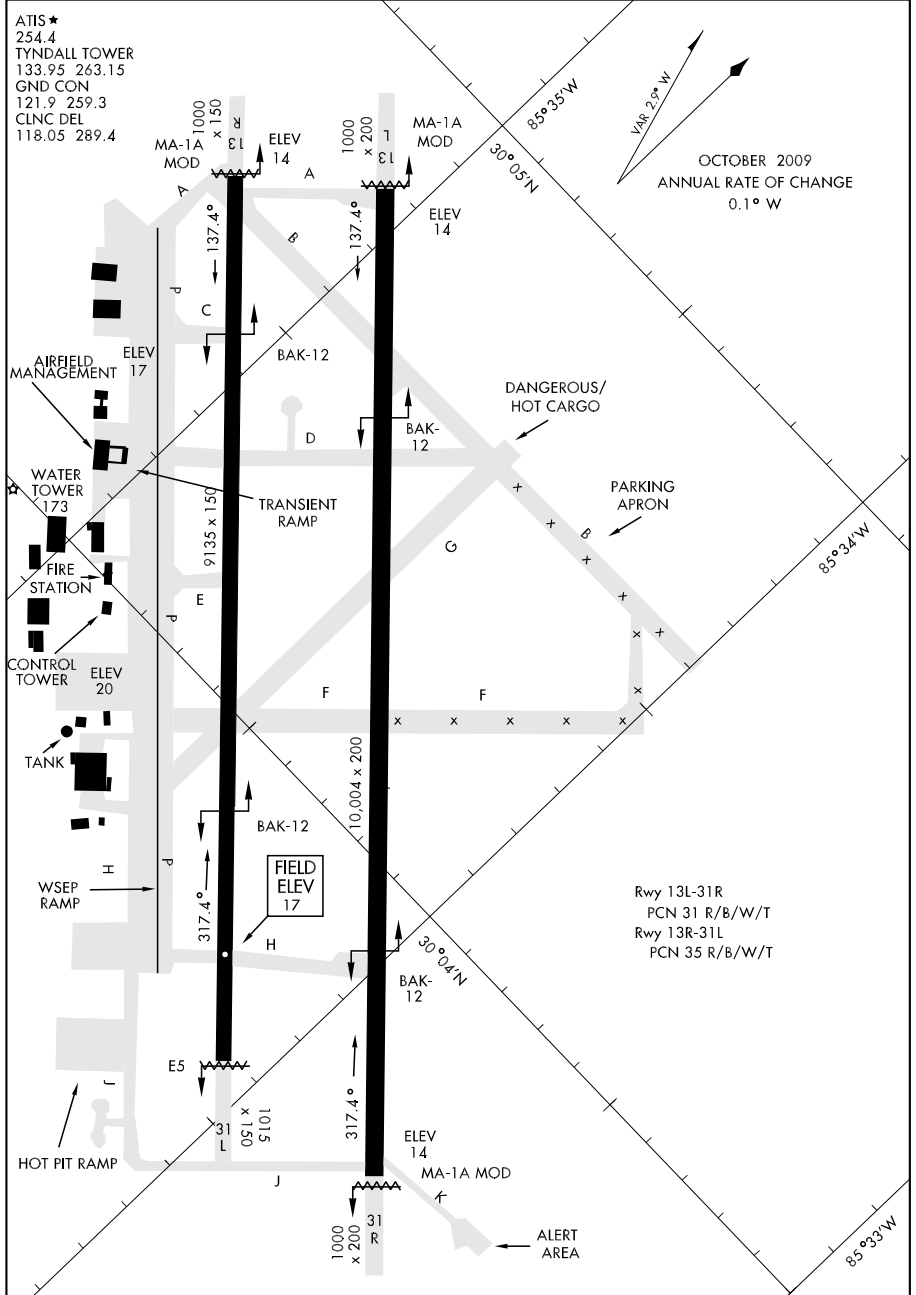 ATIS ★
254.4
TYNDALL TOWER
133.95 263.15
GND CON
121.9 259.3
CLNC DEL
118.05 289.4
1000
x 150
13
R
MA-1A
MOD
ELEV
14
A
A
1000
x 200
13
L
MA-1A
MOD
ELEV
14
85°35'W
30°05'N
VAR 2.9° W
OCTOBER 2009
ANNUAL RATE OF CHANGE
0.1° W
137.4°
137.4°
B
P
C
BAK-12
ELEV
17
AIRFIELD
MANAGEMENT
DANGEROUS/
HOT CARGO
BAK-
12
D
WATER
TOWER
173
TRANSIENT
RAMP
9135 x 150
PARKING
APRON
B
G
85°34'W
FIRE
STATION
E
P
CONTROL
TOWER
ELEV
20
F
F
x
x
x
x
x
x
x
x
x
x
x
TANK
10,004 x 200
BAK-12
H
P
WSEP
RAMP
317.4°
FIELD
ELEV
17
H
30°04'N
BAK-
12
Rwy 13L-31R
PCN 31 R/B/W/T
Rwy 13R-31L
PCN 35 R/B/W/T
E5
J
317.4°
31
L
1015
x 150
HOT PIT RAMP
J
ELEV
14
MA-1A MOD
K
31
R
1000
x 200
ALERT
AREA
85°33'W